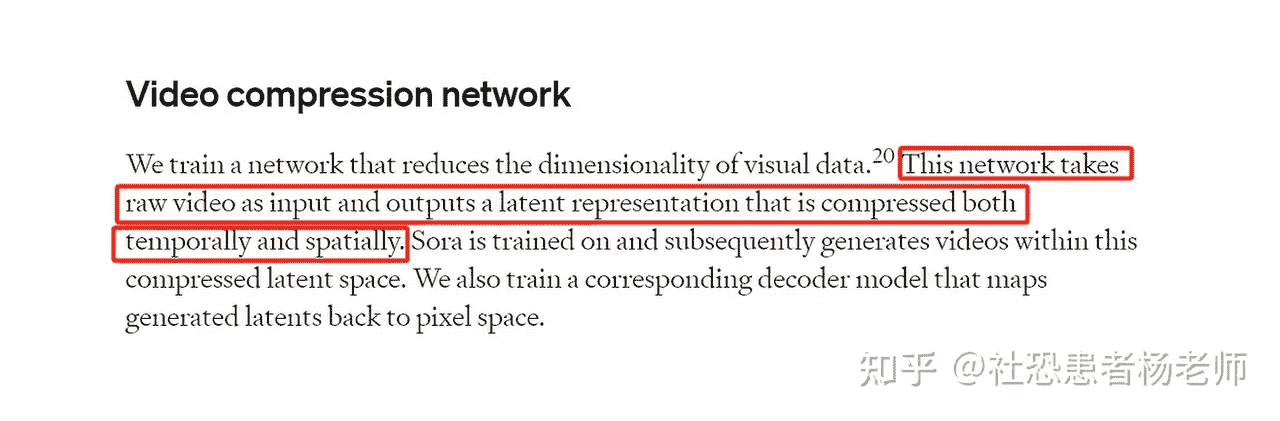 Video compression network
We train a network that reduces the dimensionality of visual data.20 This network takes
raw video as input and outputs a latent representation that is compressed both
temporally and spatially. Sora is trained on and subsequently generates videos within this
compressed latent space. We also train a corresponding decoder model that maps
generated latents back to pixel space.
知乎 @社恐患者杨老师